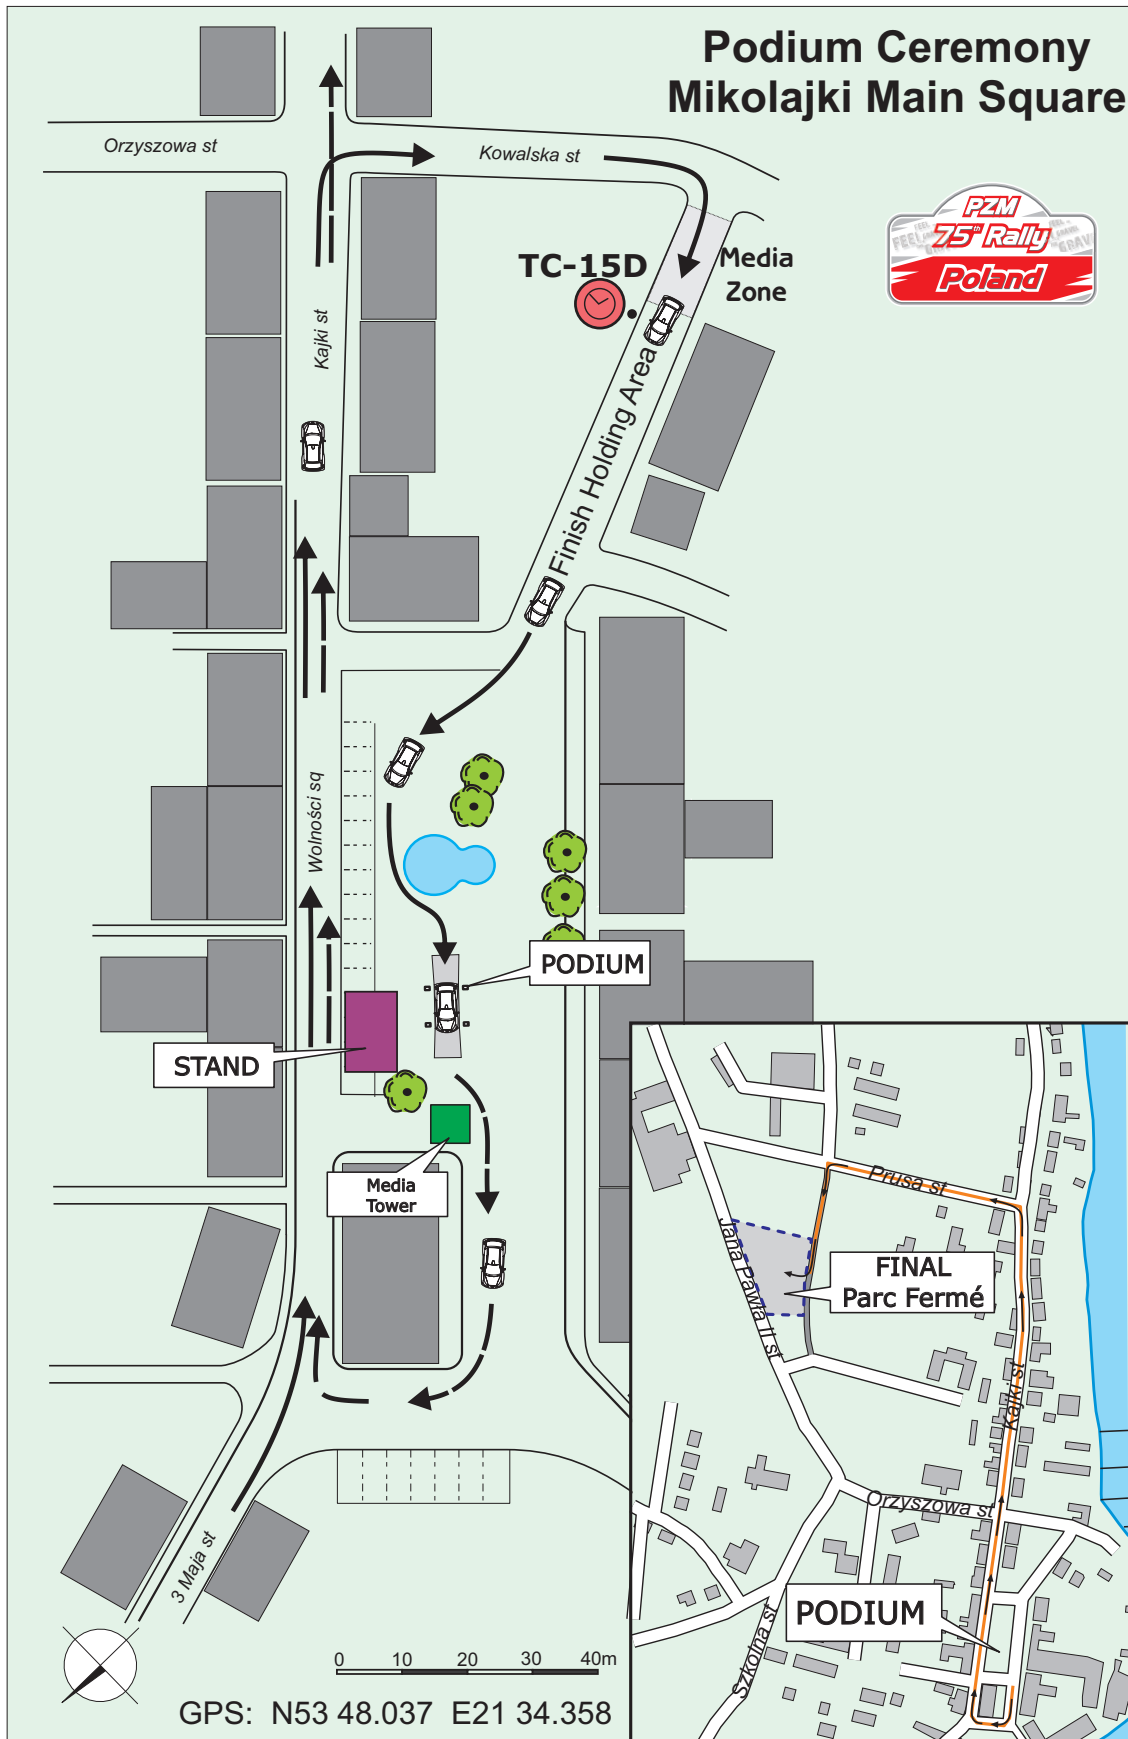 Podium Ceremony
Mikolajki Main Square
Orzyszowa st
Kowalska st
PZM
75th Rally
Poland
TC-15D
Media
Zone
Kajki st
Finish Holding Area
Wolności sq
PODIUM
STAND
Media
Tower
3 Maja st
0 10 20 30 40m
GPS: N53 48.037 E21 34.358
Prusa st
Jana Pawła II st
FINAL
Parc Fermé
Kajki st
Orzyszowa st
PODIUM
Szkolna st